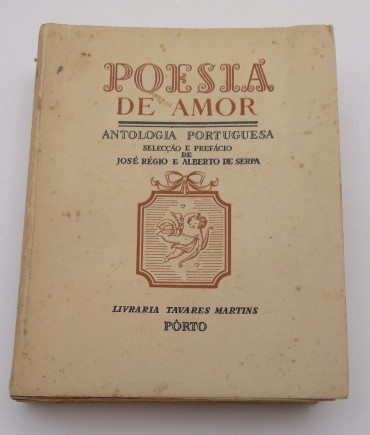 POESIA
DE AMOR
ANTOLOGIA PORTUGUESA
SELECÇÃO E PREFÁCIO
DE
JOSÉ RÉGIO E ALBERTO DE SERPA
LIVRARIA TAVARES MARTINS
PÔRTO